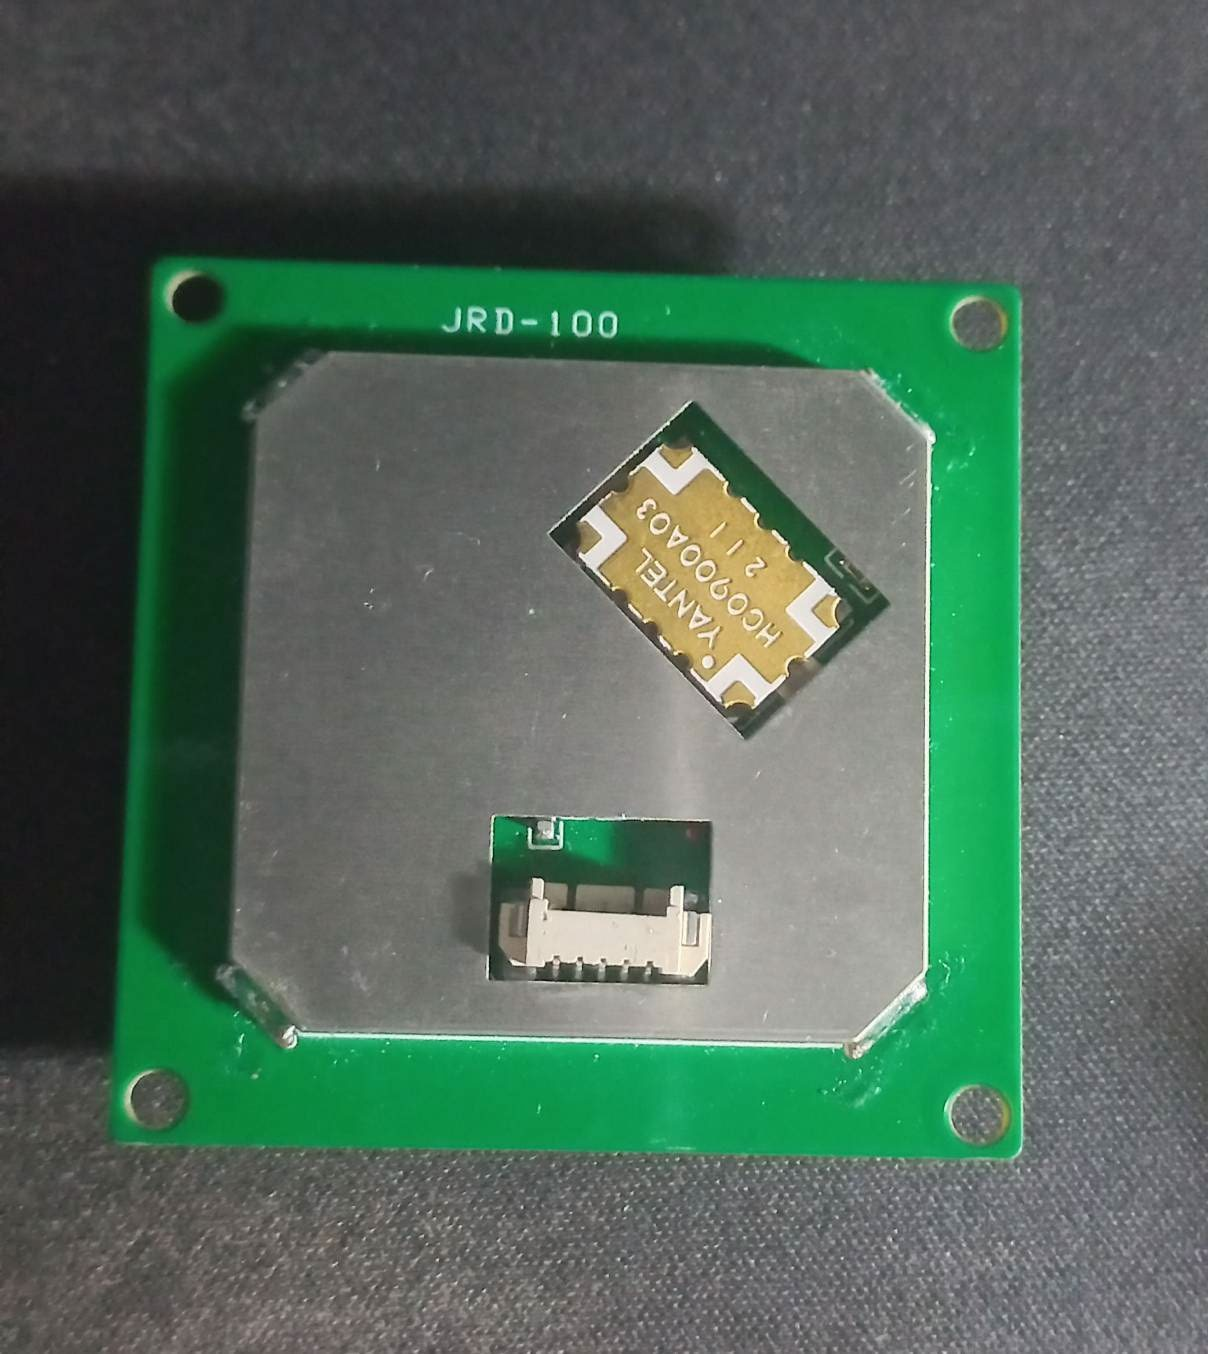 JRD-100
YANTEL
HC0900A03
2 1 1